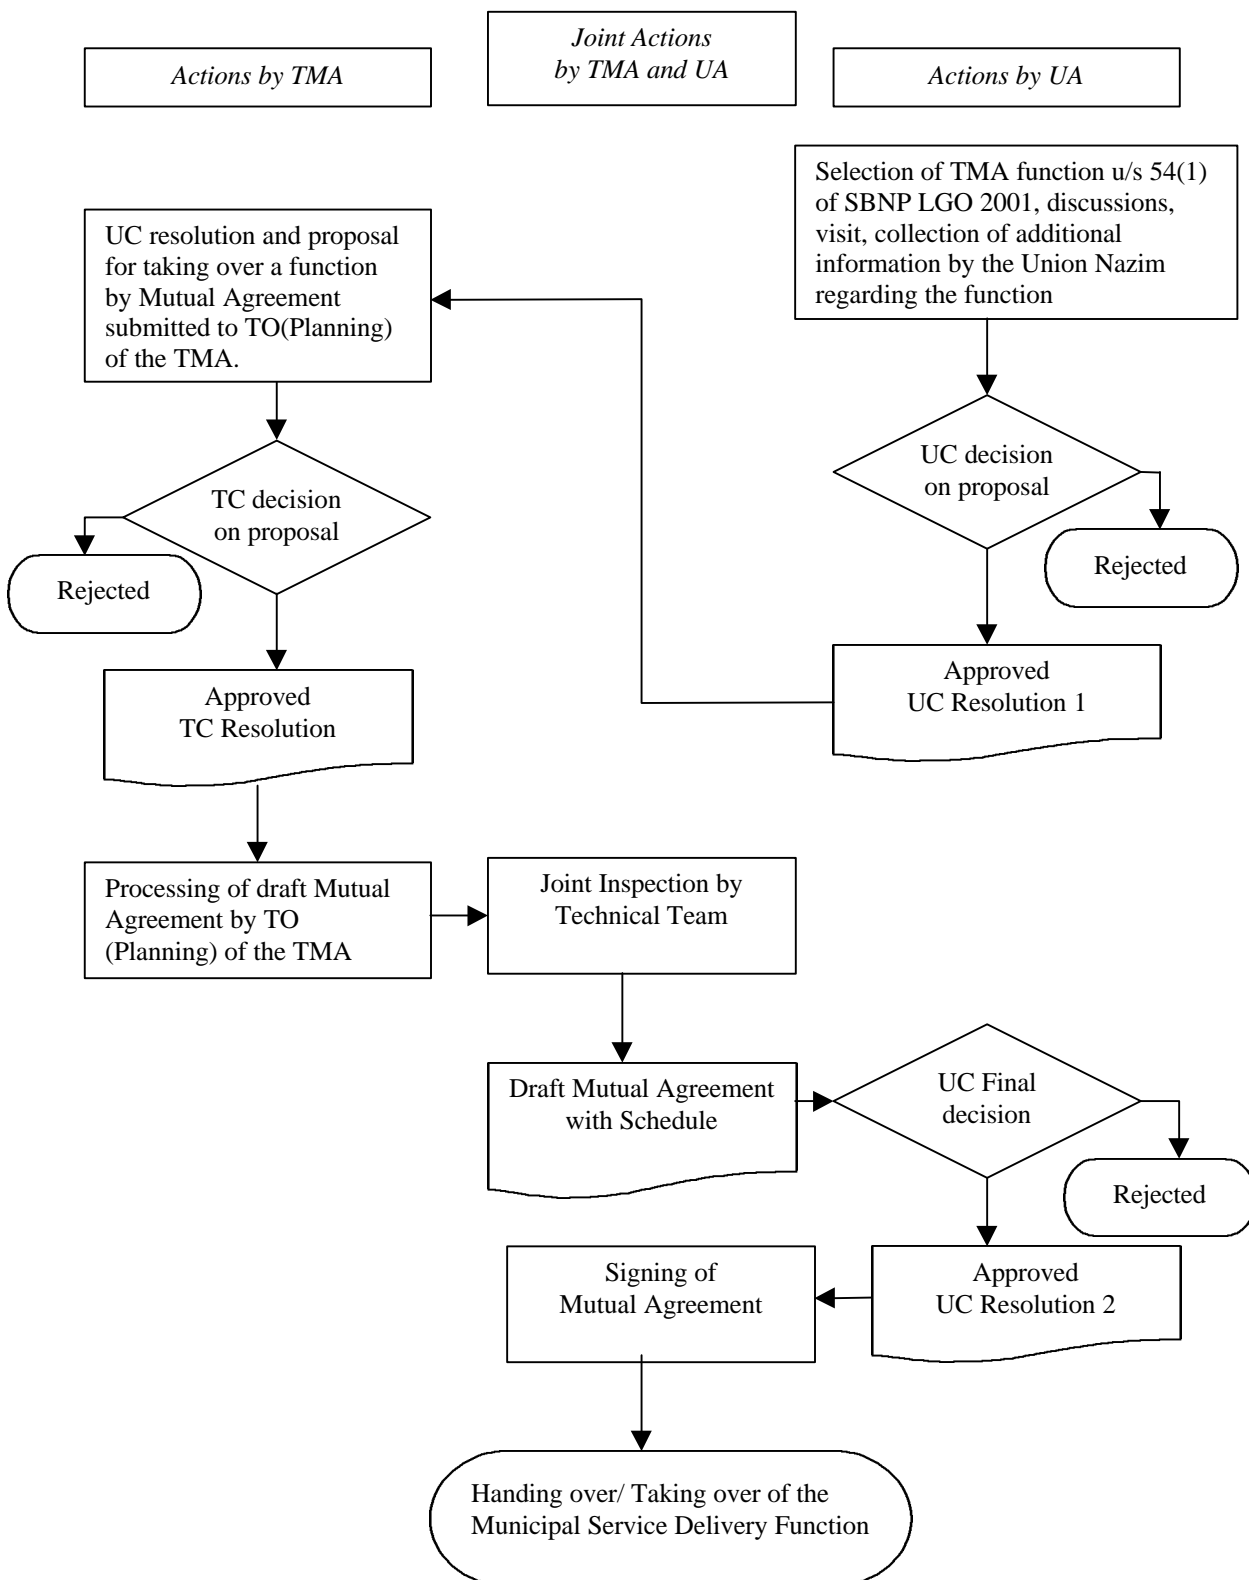 Joint Actions
by TMA and UA
Actions by TMA
Actions by UA
Selection of TMA function u/s 54(1)
of SBNP LGO 2001, discussions,
visit, collection of additional
information by the Union Nazim
regarding the function
UC resolution and proposal
for taking over a function
by Mutual Agreement
submitted to TO(Planning)
of the TMA.
UC decision
on proposal
TC decision
on proposal
Rejected
Rejected
Approved
UC Resolution 1
Approved
TC Resolution
Processing of draft Mutual
Agreement by TO
(Planning) of the TMA
Joint Inspection by
Technical Team
Draft Mutual Agreement
with Schedule
UC Final
decision
Rejected
Approved
UC Resolution 2
Signing of
Mutual Agreement
Handing over/ Taking over of the
Municipal Service Delivery Function